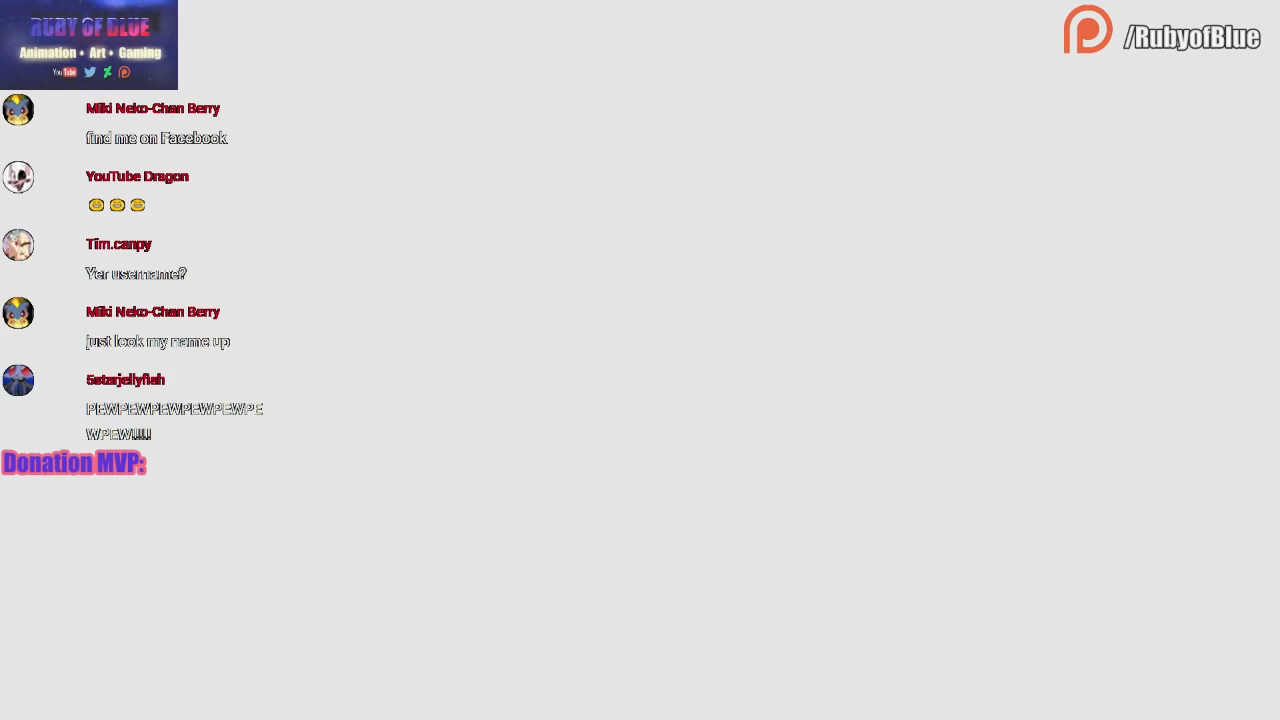 RUBY OF BLUE
Animation • Art • Gaming
YouTube
/RubyofBlue
Miki Neko-Chan Berry
find me on Facebook
YouTube Dragon
Tim.canpy
Yer username?
Miki Neko-Chan Berry
just look my name up
5starjellyfish
PEWPEWPEWPEWPEWPE
WPEW!!!!!
Donation MVP: